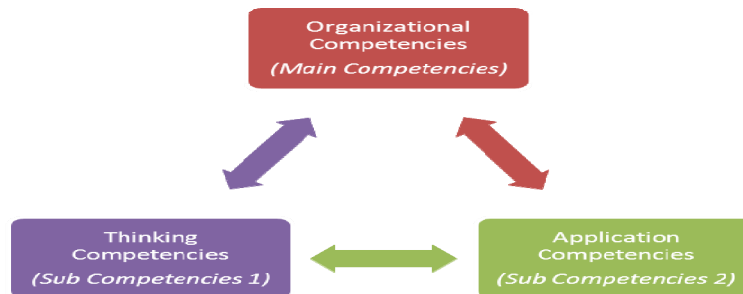 Organizational
Competencies
(Main Competencies)
Thinking
Competencies
(Sub Competencies 1)
Application
Competencies
(Sub Competencies 2)